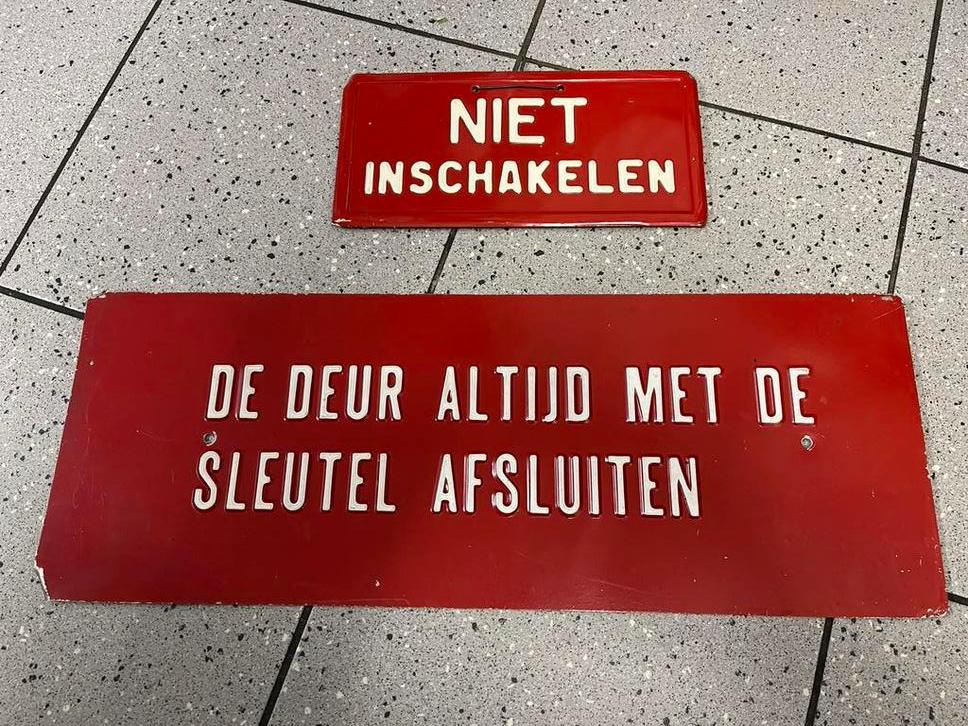 NIET
INSCHAKELEN
DE DEUR ALTIJD MET DE
SLEUTEL AFSLUITEN